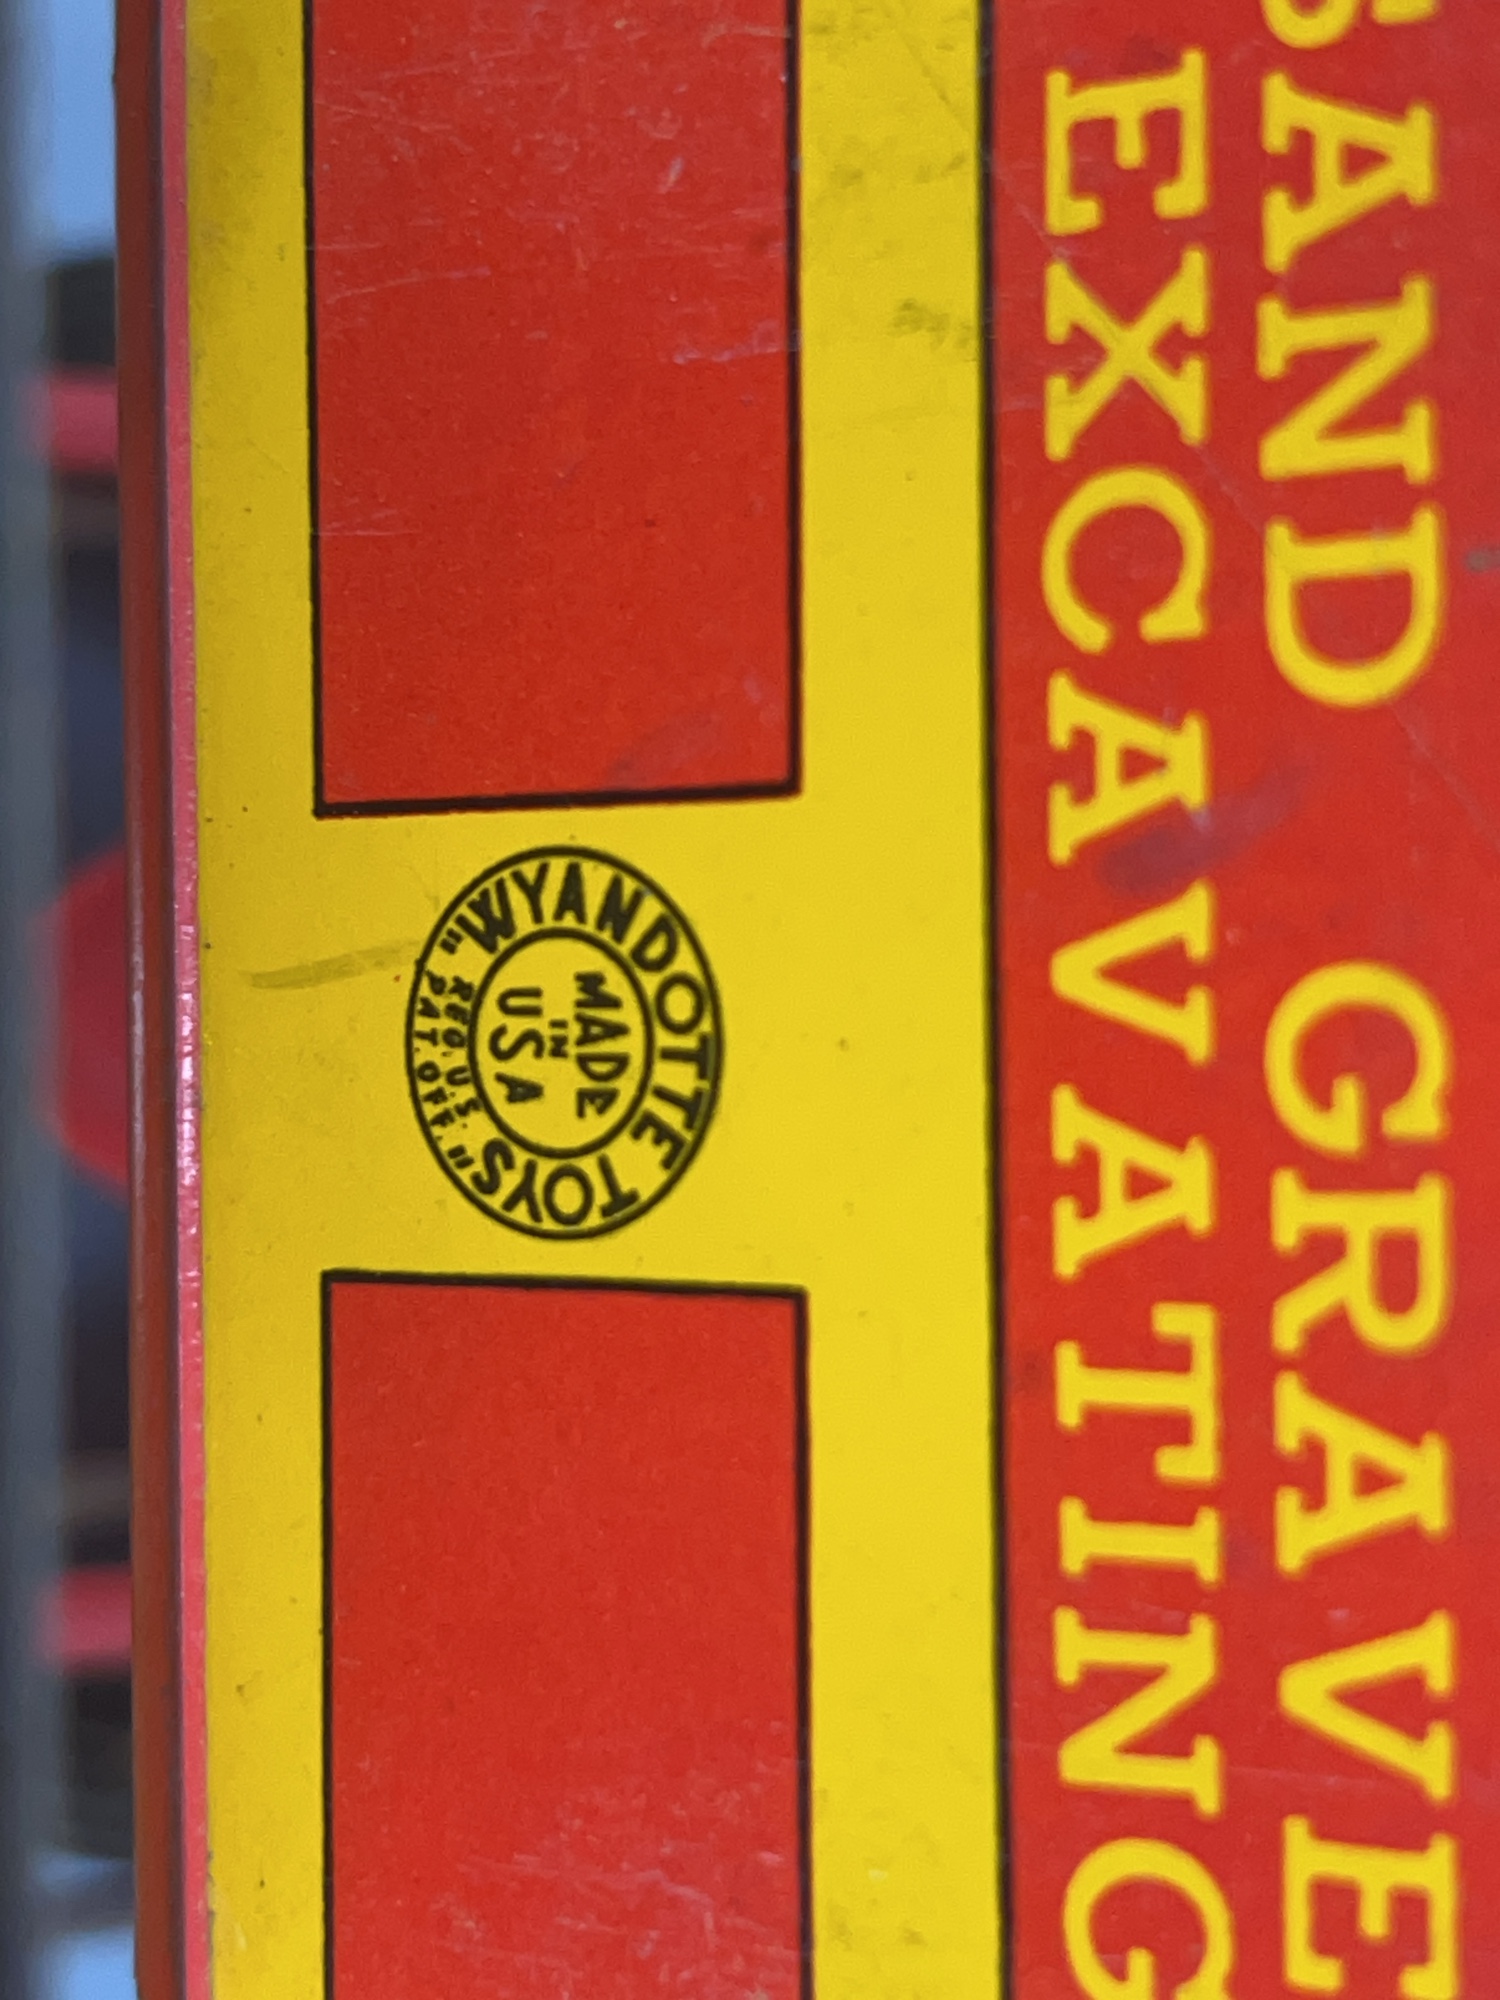 SAND GRAVE
EXCAVATING
"WYANDOTTE TOYS"
MADE
IN
USA
REG. U.S.
PAT. OFF.